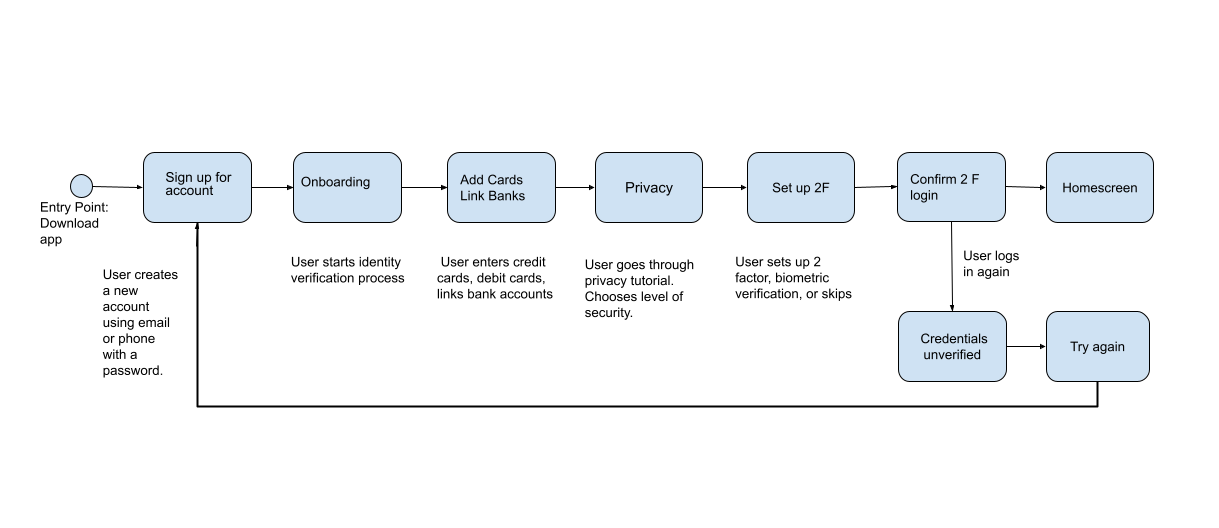 Sign up for
account
Onboarding
Add Cards
Link Banks
Privacy
Set up 2F
Confirm 2 F
login
Homescreen
Entry Point:
Download
app
User creates
a new
account
using email
or phone
with a
password.
User starts identity
verification process
User enters credit
cards, debit cards,
links bank accounts
User goes through
privacy tutorial.
Chooses level of
security.
User sets up 2
factor, biometric
verification, or skips
User logs
in again
Credentials
unverified
Try again